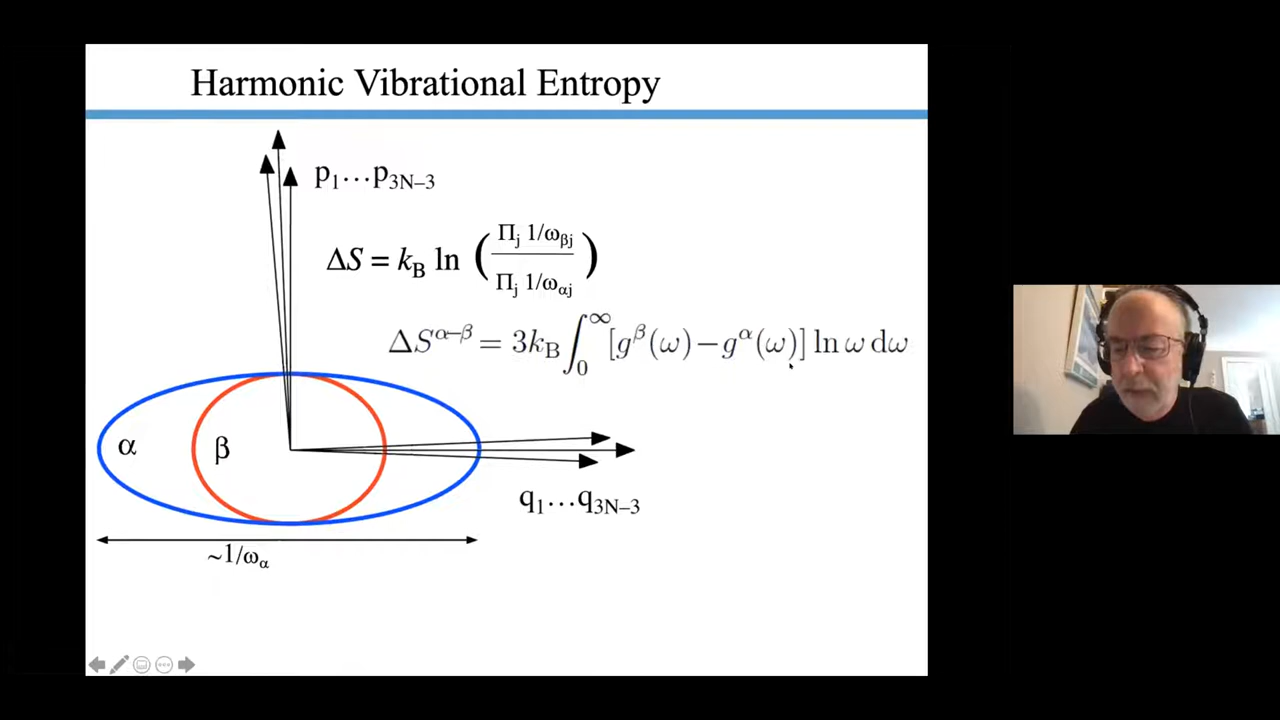 Harmonic Vibrational Entropy
p₁…p₃N₋₃
ΔS = k_B ln ( Π_j 1/ω_βj / Π_j 1/ω_αj )
ΔS^α−β = 3k_B ∫₀^∞ [g^β(ω) − g^α(ω)] ln ω dω
α β
q₁…q₃N₋₃
~1/ω_α